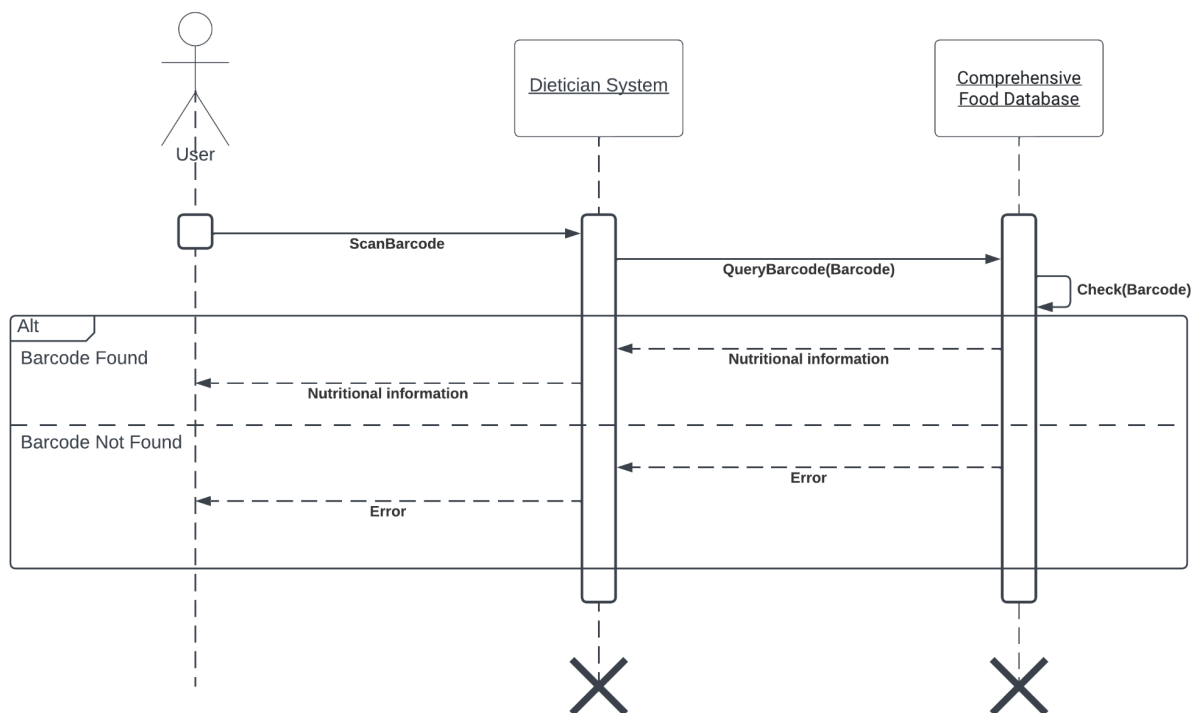 Dietician System
Comprehensive
Food Database
User
ScanBarcode
QueryBarcode(Barcode)
Check(Barcode)
Alt
Barcode Found
Nutritional information
Nutritional information
Barcode Not Found
Error
Error